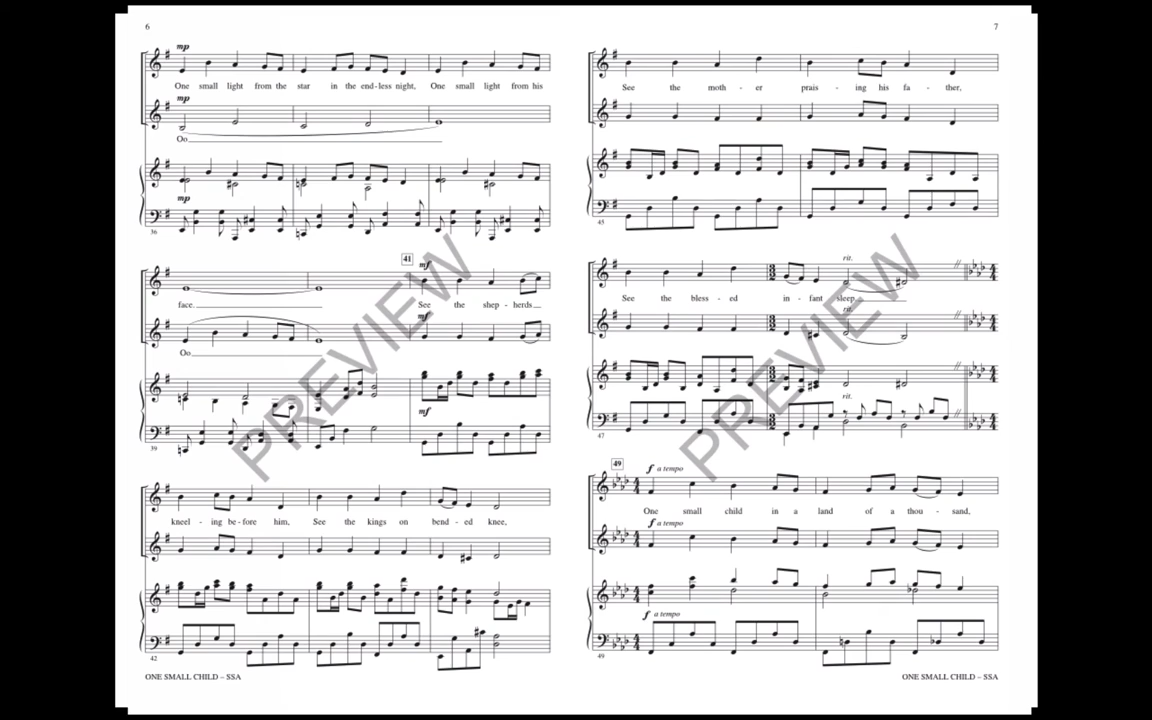 6
mp
One small light from the star in the end-less night, One small light from his
mp
Oo
mp
36
41
mf
face. See the shep - herds
mf
Oo
mf
39
kneel - ing be - fore him, See the kings on bend - ed knee,
42
ONE SMALL CHILD – SSA
PREVIEW
7
See the moth - er prais - ing his fa - ther,
45
rit.
See the bless - ed in - fant sleep
rit.
rit.
47
49
f a tempo
One small child in a land of a thou - sand,
f a tempo
f a tempo
49
ONE SMALL CHILD – SSA
PREVIEW